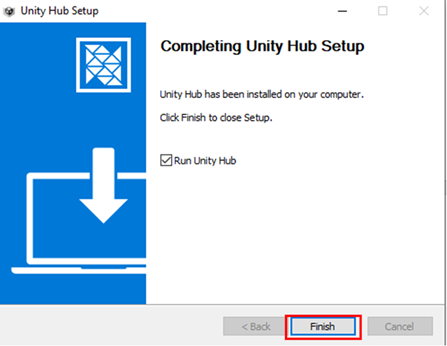 Unity Hub Setup
Completing Unity Hub Setup
Unity Hub has been installed on your computer.
Click Finish to close Setup.
Run Unity Hub
< Back
Finish
Cancel